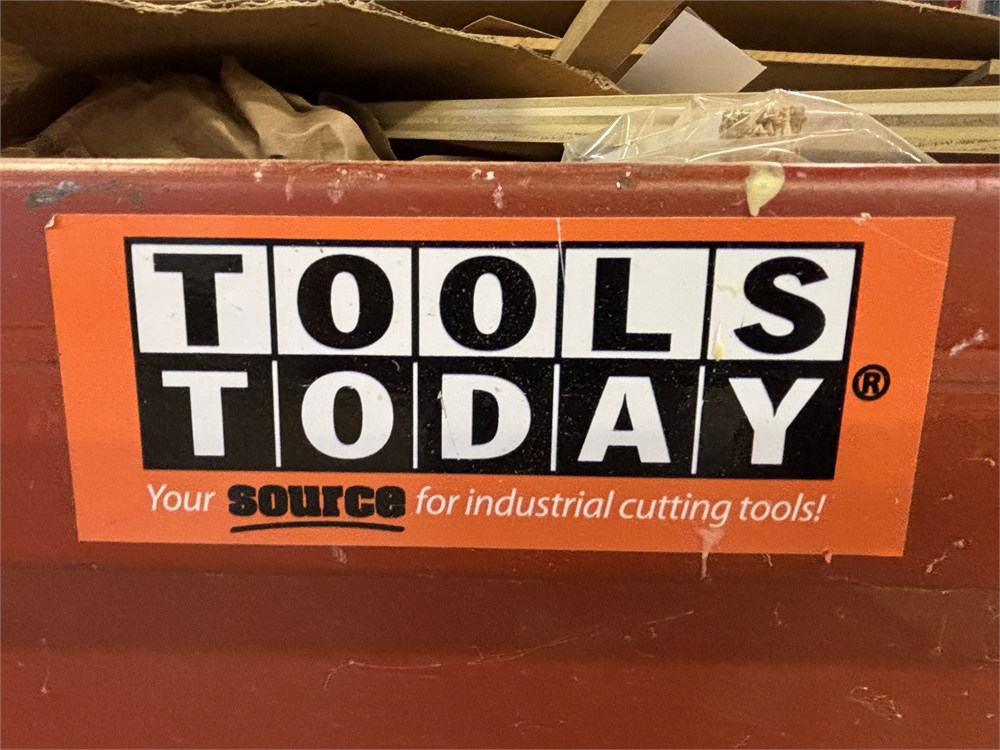 TOOLS
TODAY®
Your source for industrial cutting tools!